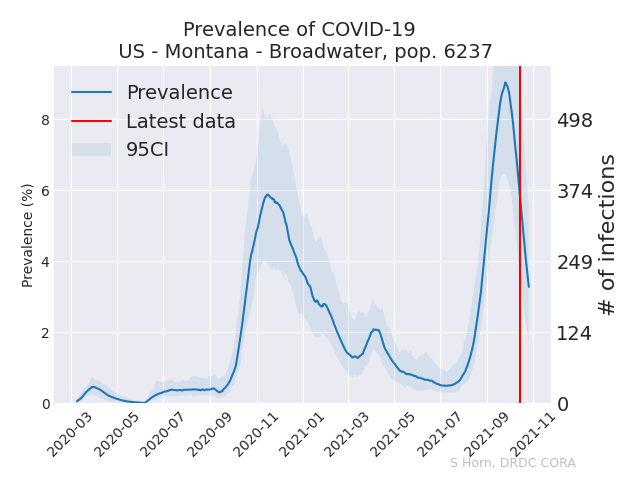 Prevalence of COVID-19
US - Montana - Broadwater, pop. 6237
Prevalence
Latest data
95CI
Prevalence (%)
8
6
4
2
0
498
374
249
124
0
# of infections
2020-03
2020-05
2020-07
2020-09
2020-11
2021-01
2021-03
2021-05
2021-07
2021-09
2021-11
S Horn, DRDC CORA